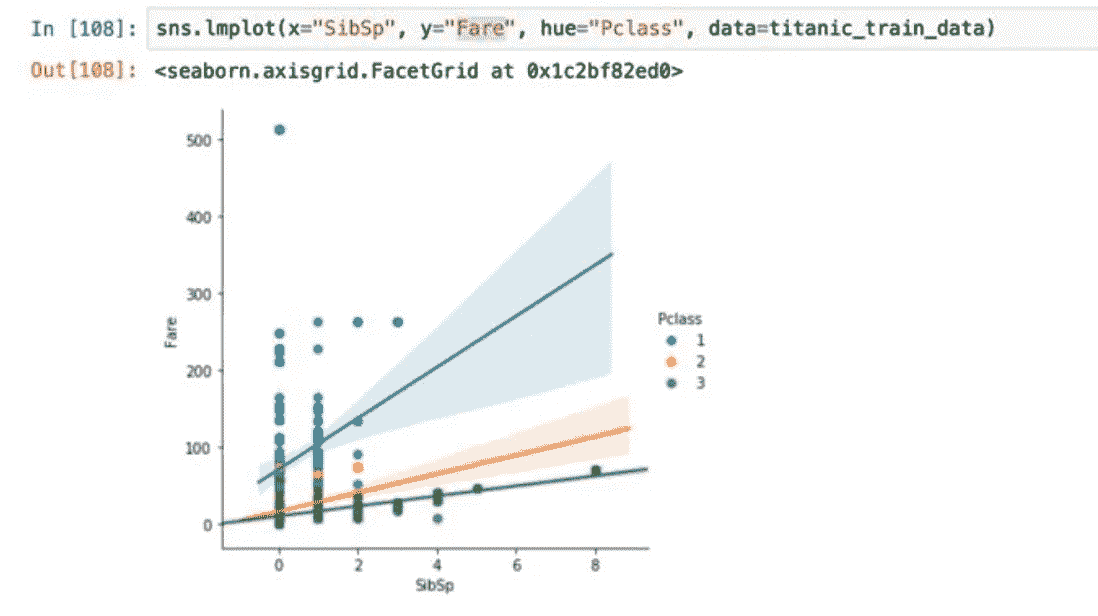 In [108]: sns.lmplot(x="SibSp", y="Fare", hue="Pclass", data=titanic_train_data)
Out[108]: <seaborn.axisgrid.FacetGrid at 0x1c2bf82ed0>
500
400
300
200
100
0
Fare
0 2 4 6 8
SibSp
Pclass
1
2
3